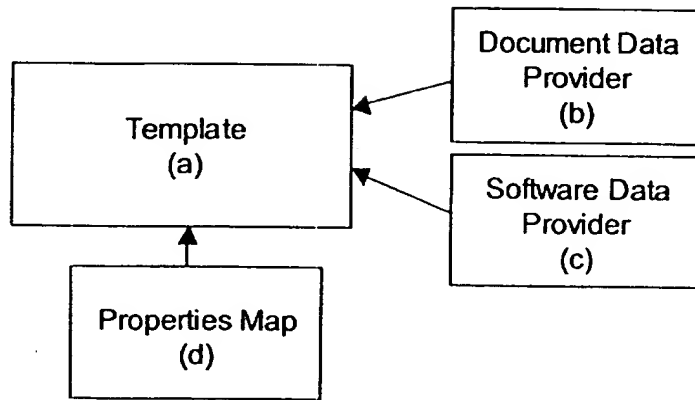 Document Data
Provider
(b)
Template
(a)
Software Data
Provider
(c)
Properties Map
(d)